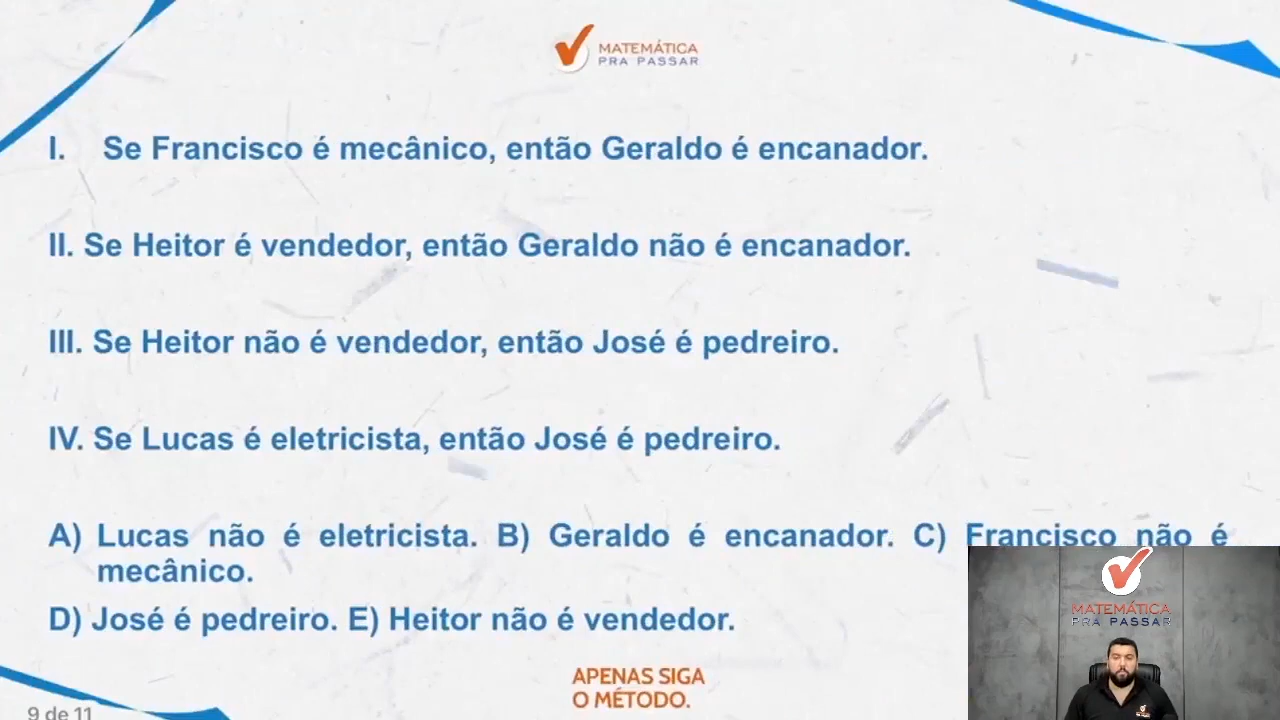 MATEMÁTICA
PRA PASSAR
I. Se Francisco é mecânico, então Geraldo é encanador.
II. Se Heitor é vendedor, então Geraldo não é encanador.
III. Se Heitor não é vendedor, então José é pedreiro.
IV. Se Lucas é eletricista, então José é pedreiro.
A) Lucas não é eletricista. B) Geraldo é encanador. C) Francisco não é
mecânico.
D) José é pedreiro. E) Heitor não é vendedor.
MATEMÁTICA
PRA PASSAR
APENAS SIGA
O MÉTODO.
9 de 11